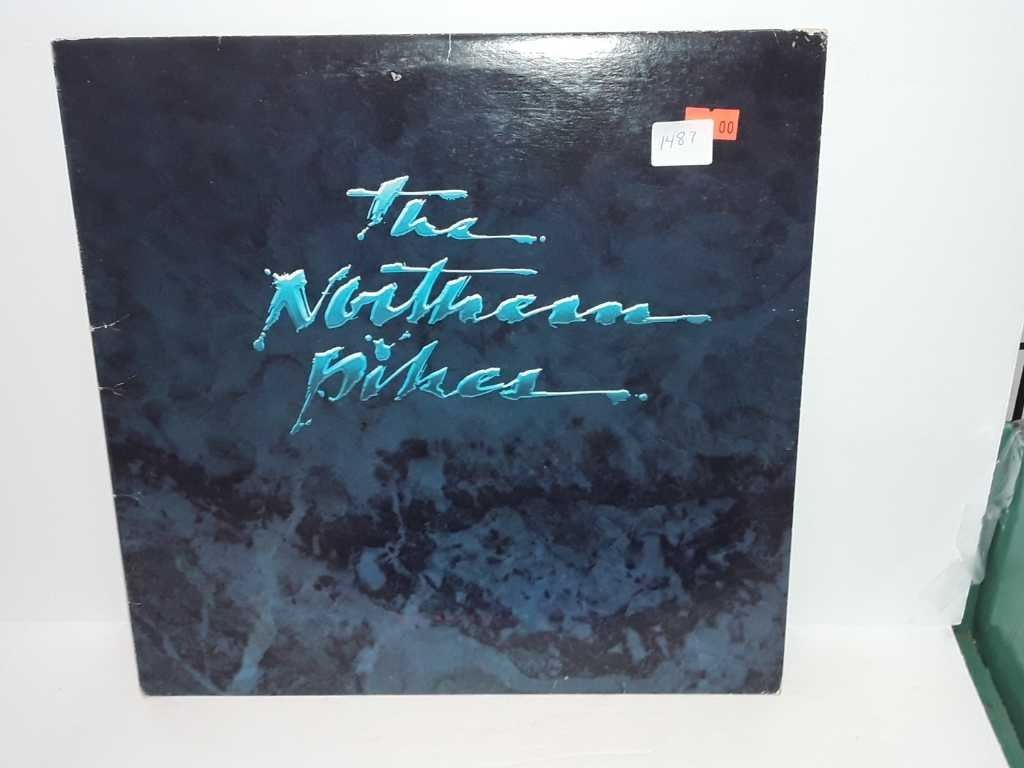 00
1487
the
Northern
Pikes